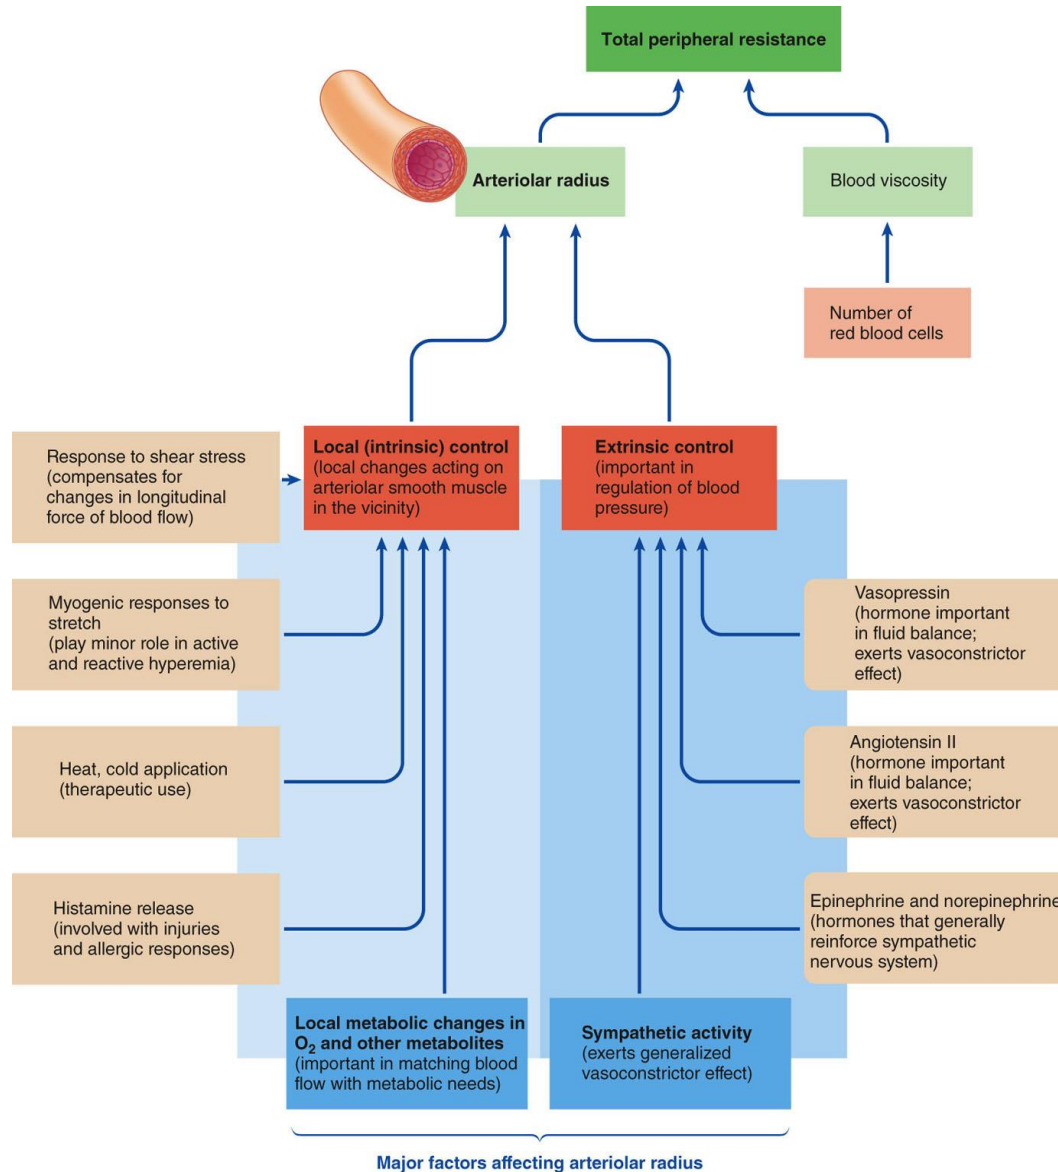 Total peripheral resistance
Arteriolar radius
Blood viscosity
Number of
red blood cells
Local (intrinsic) control
(local changes acting on
arteriolar smooth muscle
in the vicinity)
Extrinsic control
(important in
regulation of blood
pressure)
Response to shear stress
(compensates for
changes in longitudinal
force of blood flow)
Myogenic responses to
stretch
(play minor role in active
and reactive hyperemia)
Heat, cold application
(therapeutic use)
Histamine release
(involved with injuries
and allergic responses)
Vasopressin
(hormone important
in fluid balance;
exerts vasoconstrictor
effect)
Angiotensin II
(hormone important
in fluid balance;
exerts vasoconstrictor
effect)
Epinephrine and norepinephrine
(hormones that generally
reinforce sympathetic
nervous system)
Local metabolic changes in
O₂ and other metabolites
(important in matching blood
flow with metabolic needs)
Sympathetic activity
(exerts generalized
vasoconstrictor effect)
Major factors affecting arteriolar radius